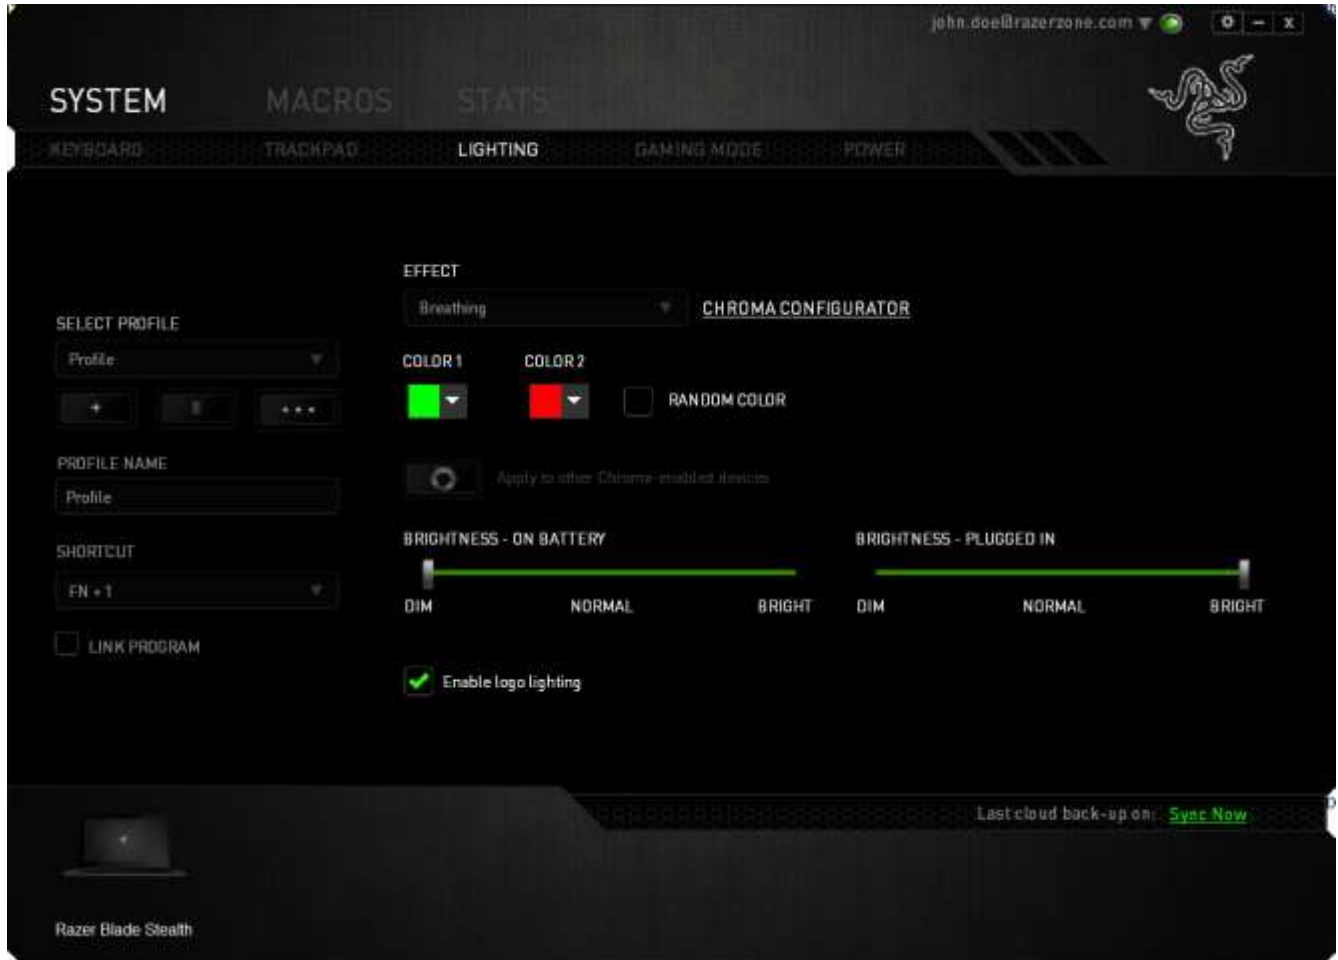 john.doe@razerzone.com
SYSTEM MACROS STATS
KEYBOARD TRACKPAD LIGHTING GAMING MODE POWER
EFFECT
Breathing CHROMA CONFIGURATOR
SELECT PROFILE
Profile
COLOR 1 COLOR 2
RANDOM COLOR
PROFILE NAME
Profile
Apply to other Chroma-enabled devices
SHORTCUT
FN + 1
BRIGHTNESS - ON BATTERY BRIGHTNESS - PLUGGED IN
DIM NORMAL BRIGHT DIM NORMAL BRIGHT
LINK PROGRAM
Enable logo lighting
Last cloud back-up on: Sync Now
Razer Blade Stealth